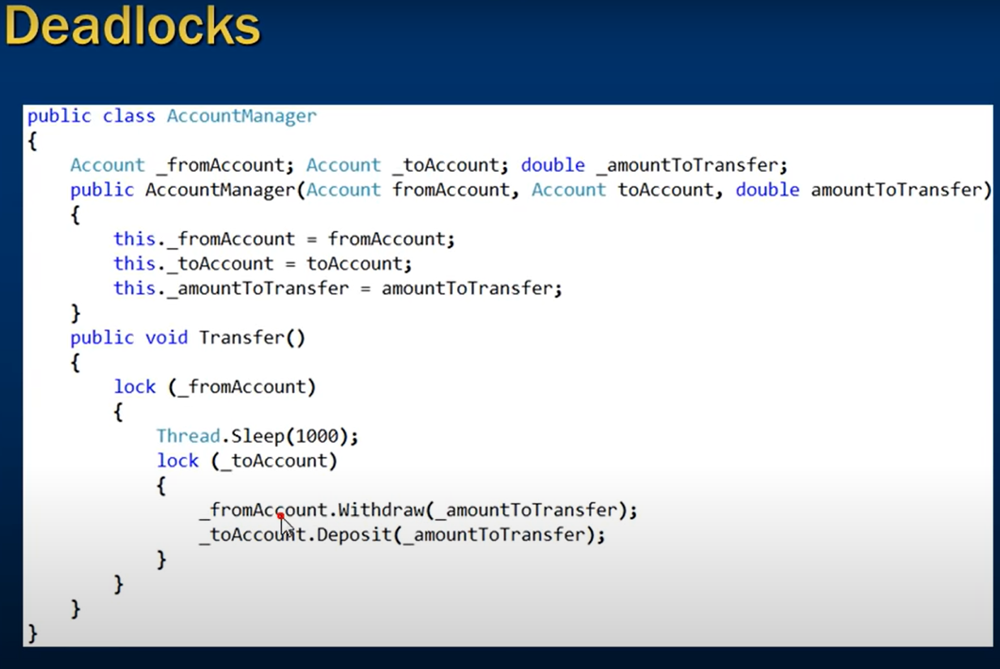 Deadlocks
public class AccountManager
{
Account _fromAccount; Account _toAccount; double _amountToTransfer;
public AccountManager(Account fromAccount, Account toAccount, double amountToTransfer)
{
this._fromAccount = fromAccount;
this._toAccount = toAccount;
this._amountToTransfer = amountToTransfer;
}
public void Transfer()
{
lock (_fromAccount)
{
Thread.Sleep(1000);
lock (_toAccount)
{
_fromAccount.Withdraw(_amountToTransfer);
_toAccount.Deposit(_amountToTransfer);
}
}
}
}